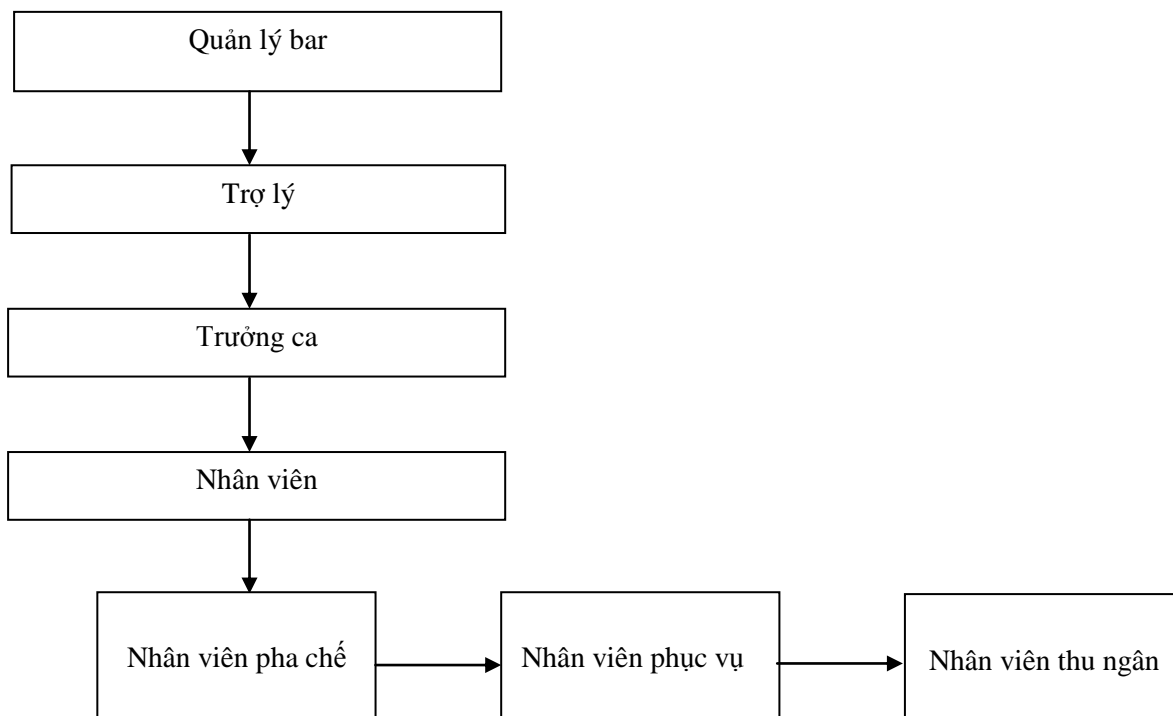 Quản lý bar
Trợ lý
Trưởng ca
Nhân viên
Nhân viên pha chế
Nhân viên phục vụ
Nhân viên thu ngân